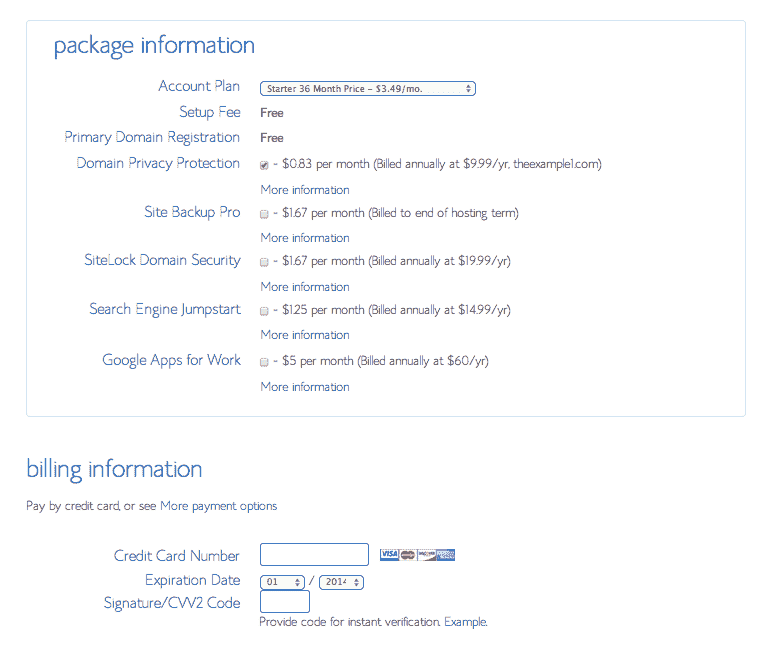 package information
Account Plan Starter 36 Month Price - $3.49/mo.
Setup Fee Free
Primary Domain Registration Free
Domain Privacy Protection - $0.83 per month (Billed annually at $9.99/yr, theexample1.com)
More information
Site Backup Pro - $1.67 per month (Billed to end of hosting term)
More information
SiteLock Domain Security - $1.67 per month (Billed annually at $19.99/yr)
More information
Search Engine Jumpstart - $1.25 per month (Billed annually at $14.99/yr)
More information
Google Apps for Work - $5 per month (Billed annually at $60/yr)
More information
billing information
Pay by credit card, or see More payment options
Credit Card Number VISA
Expiration Date 01 / 2014
Signature/CVV2 Code
Provide code for instant verification. Example.